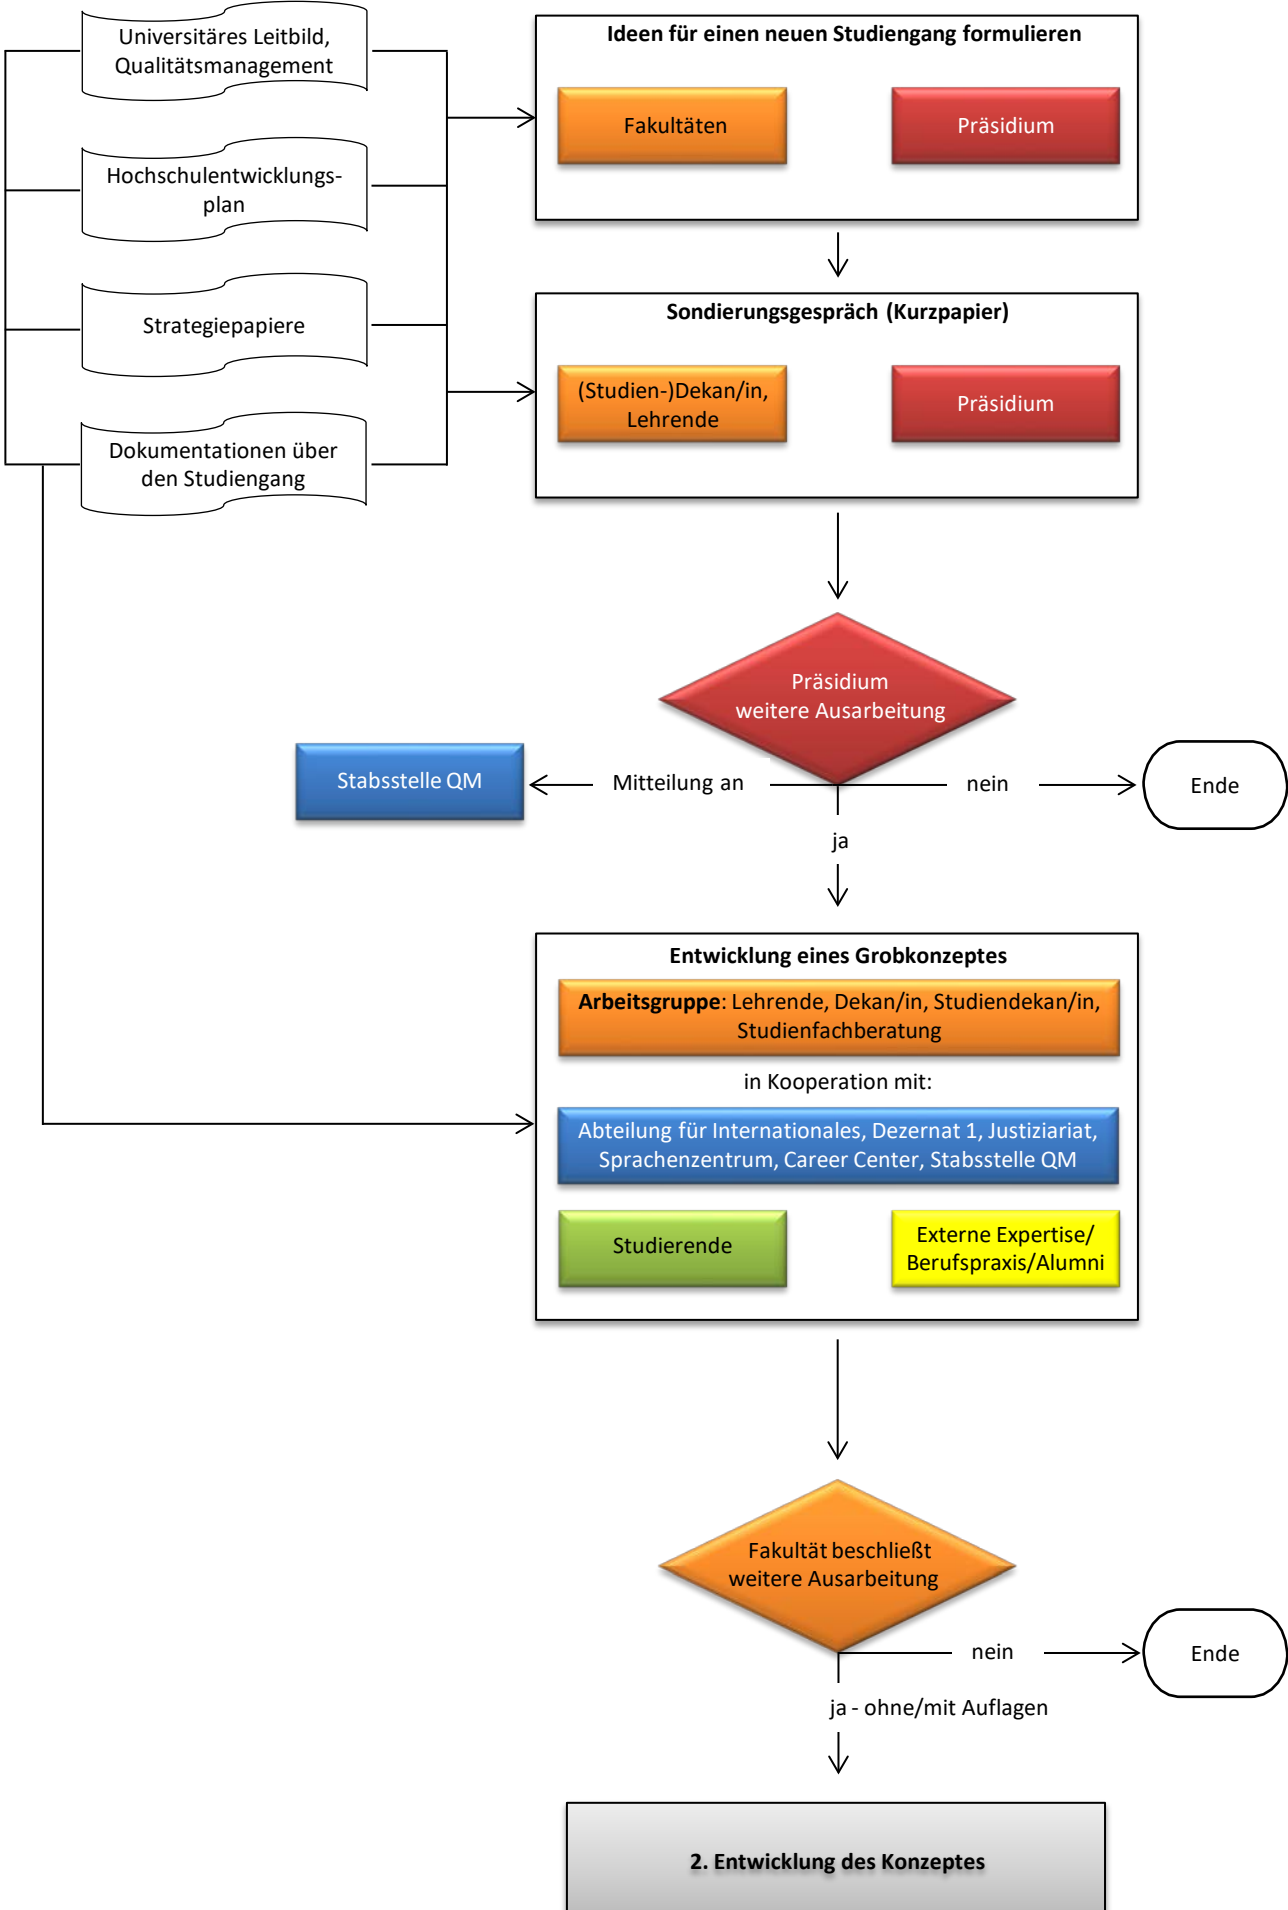 Universitäres Leitbild,
Qualitätsmanagement
Hochschulentwicklungs-
plan
Strategiepapiere
Dokumentationen über
den Studiengang
Ideen für einen neuen Studiengang formulieren
Fakultäten
Präsidium
Sondierungsgespräch (Kurzpapier)
(Studien-)Dekan/in,
Lehrende
Präsidium
Präsidium
weitere Ausarbeitung
Stabsstelle QM
Mitteilung an
nein
Ende
ja
Entwicklung eines Grobkonzeptes
Arbeitsgruppe: Lehrende, Dekan/in, Studiendekan/in,
Studienfachberatung
in Kooperation mit:
Abteilung für Internationales, Dezernat 1, Justiziariat,
Sprachenzentrum, Career Center, Stabsstelle QM
Studierende
Externe Expertise/
Berufspraxis/Alumni
Fakultät beschließt
weitere Ausarbeitung
nein
Ende
ja - ohne/mit Auflagen
2. Entwicklung des Konzeptes